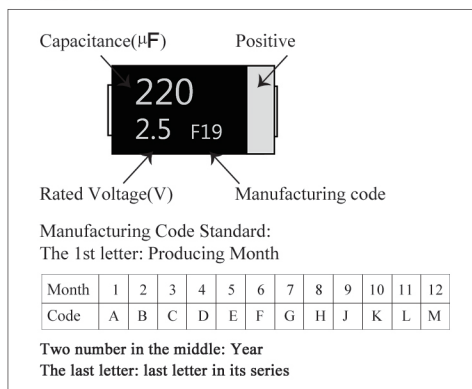 Capacitance(μF) Positive
220
2.5 F19
Rated Voltage(V) Manufacturing code
Manufacturing Code Standard:
The 1st letter: Producing Month
Month 1 2 3 4 5 6 7 8 9 10 11 12
Code A B C D E F G H J K L M
Two number in the middle: Year
The last letter: last letter in its series